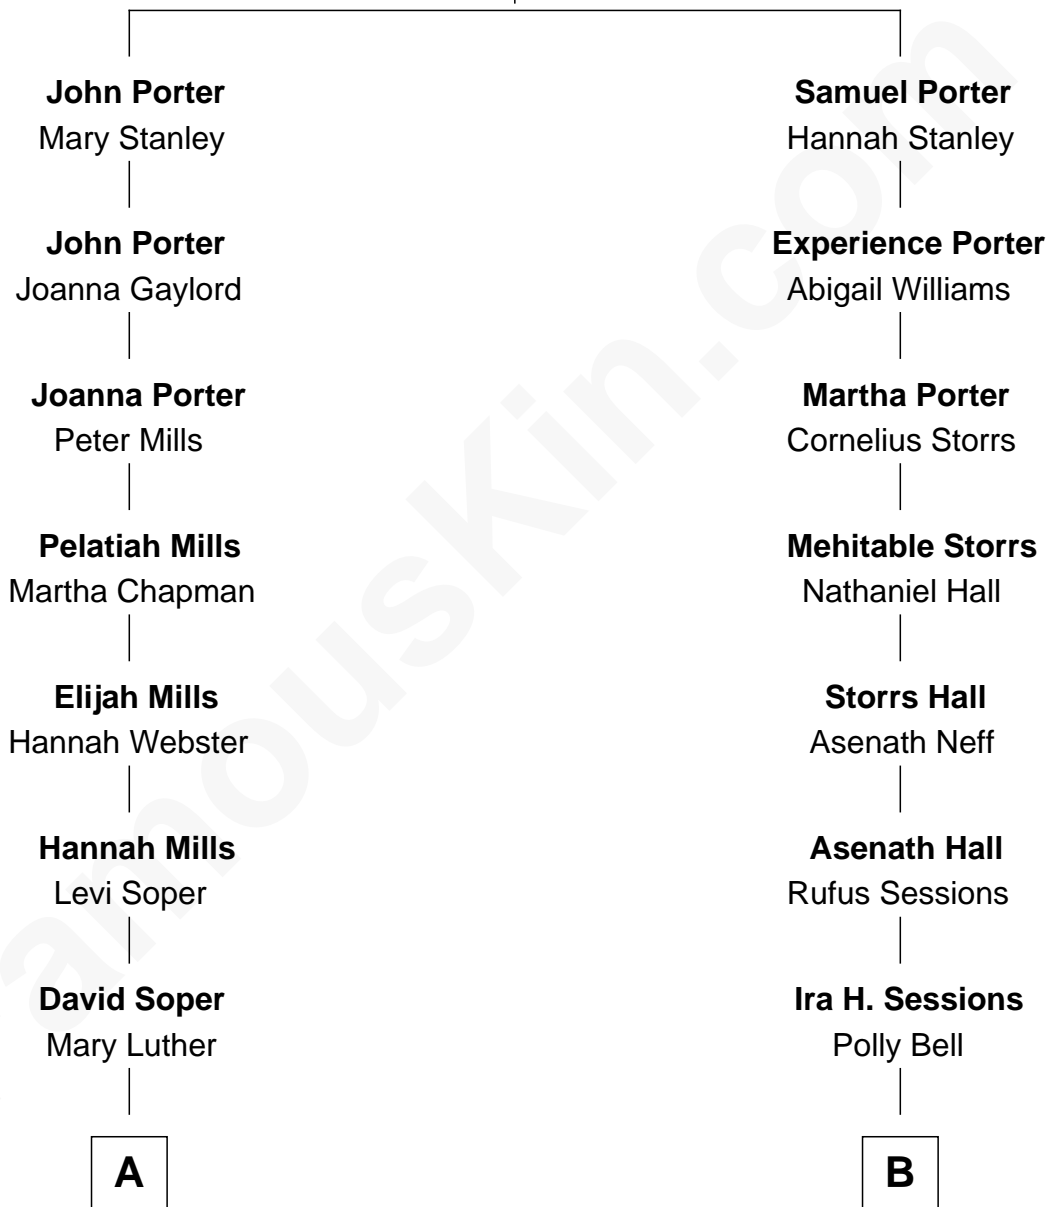 John Porter
Mary Stanley
Samuel Porter
Hannah Stanley
John Porter
Joanna Gaylord
Experience Porter
Abigail Williams
Joanna Porter
Peter Mills
Martha Porter
Cornelius Storrs
Pelatiah Mills
Martha Chapman
Mehitable Storrs
Nathaniel Hall
Elijah Mills
Hannah Webster
Storrs Hall
Asenath Neff
Hannah Mills
Levi Soper
Asenath Hall
Rufus Sessions
David Soper
Mary Luther
Ira H. Sessions
Polly Bell
A
B
amouskin.com